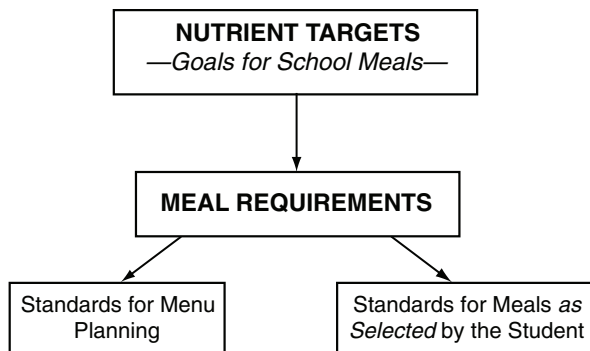 NUTRIENT TARGETS
—Goals for School Meals—
MEAL REQUIREMENTS
Standards for Menu
Planning
Standards for Meals as
Selected by the Student